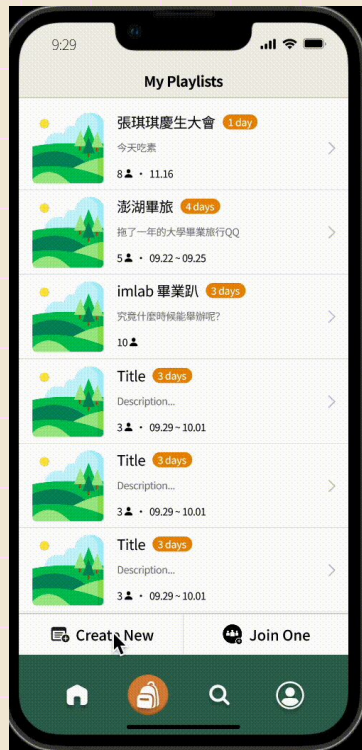 9:29
My Playlists
張琪琪慶生大會 1 day
今天吃素
8 · 11.16
澎湖畢旅 4 days
拖了一年的大學畢業旅行QQ
5 · 09.22 ~ 09.25
imlab 畢業趴 3 days
究竟什麼時候能舉辦呢?
10
Title 3 days
Description...
3 · 09.29 ~ 10.01
Title 3 days
Description...
3 · 09.29 ~ 10.01
Title 3 days
Description...
3 · 09.29 ~ 10.01
Create New
Join One